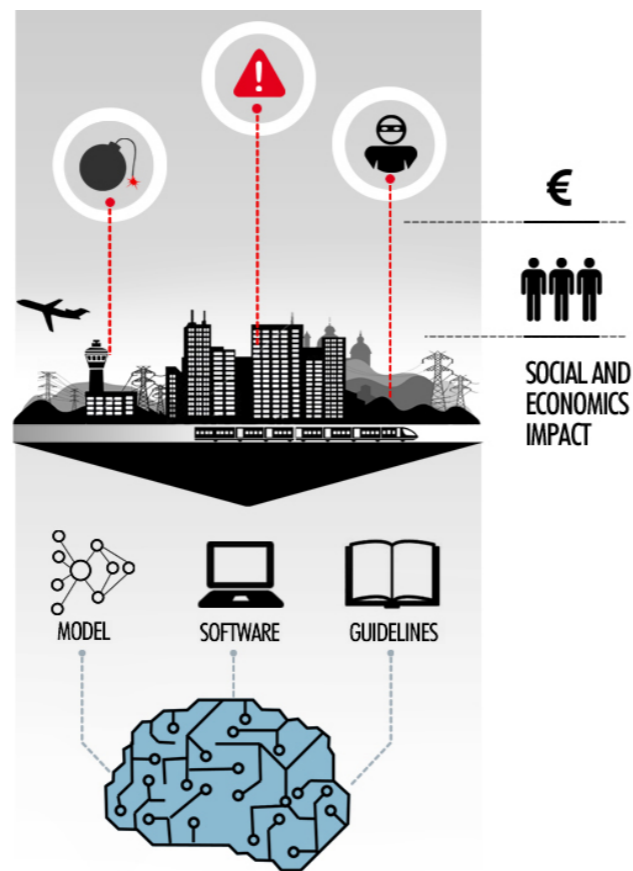 €
SOCIAL AND
ECONOMICS
IMPACT
MODEL
SOFTWARE
GUIDELINES